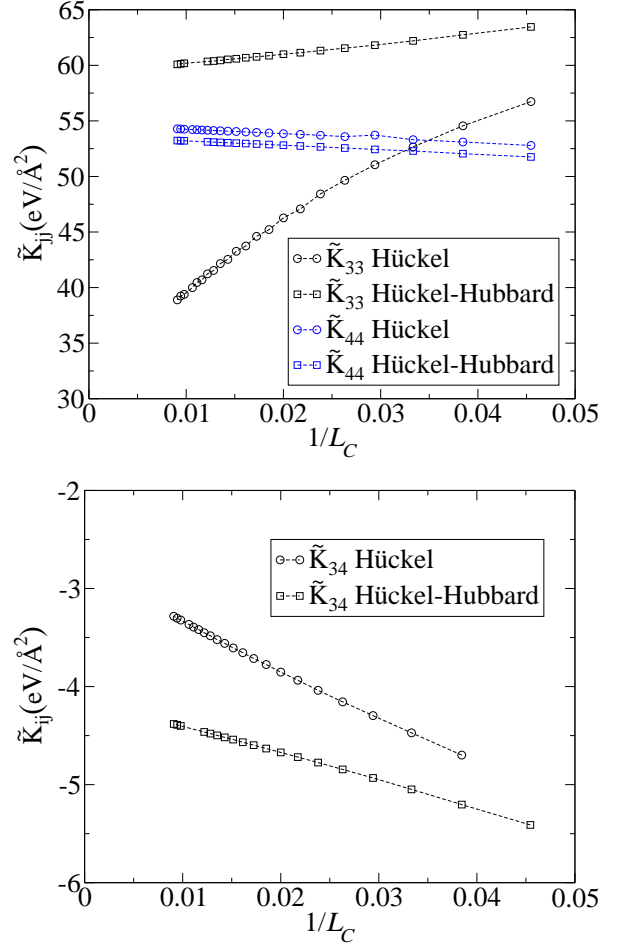 65
60
55
50
45
40
35
30
K̃jj(eV/Å²)
K̃33 Hückel
K̃33 Hückel-Hubbard
K̃44 Hückel
K̃44 Hückel-Hubbard
0 0.01 0.02 0.03 0.04 0.05
1/LC
-2
-3
-4
-5
-6
K̃ij(eV/Å²)
K̃34 Hückel
K̃34 Hückel-Hubbard
0 0.01 0.02 0.03 0.04 0.05
1/LC